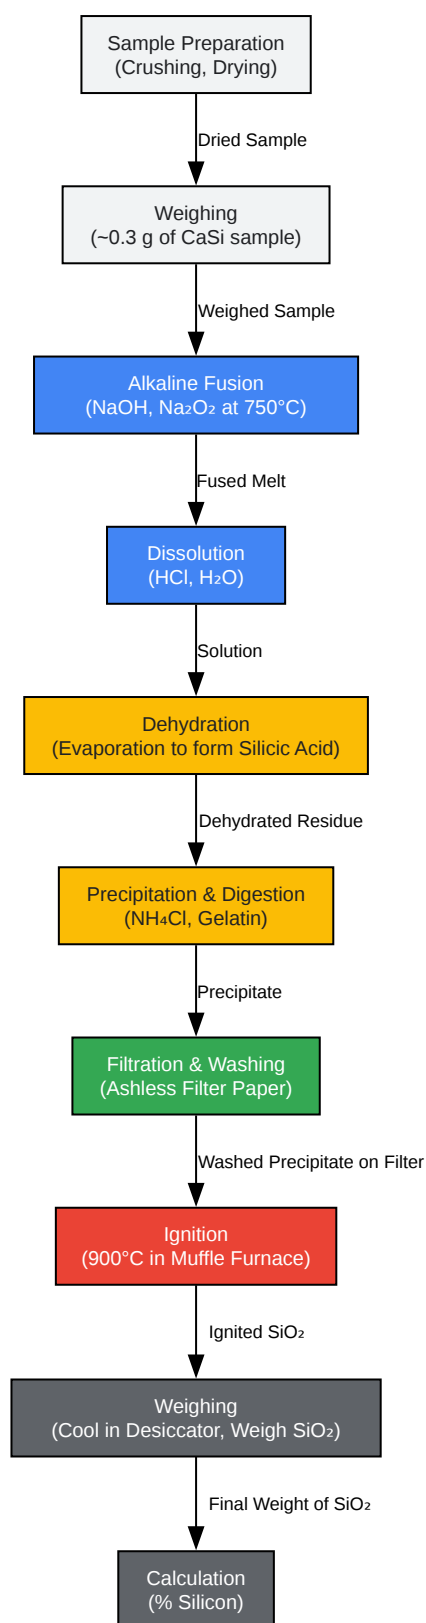 Sample Preparation
(Crushing, Drying)
Dried Sample
Weighing
(~0.3 g of CaSi sample)
Weighed Sample
Alkaline Fusion
(NaOH, Na₂O₂ at 750°C)
Fused Melt
Dissolution
(HCl, H₂O)
Solution
Dehydration
(Evaporation to form Silicic Acid)
Dehydrated Residue
Precipitation & Digestion
(NH₄Cl, Gelatin)
Precipitate
Filtration & Washing
(Ashless Filter Paper)
Washed Precipitate on Filter
Ignition
(900°C in Muffle Furnace)
Ignited SiO₂
Weighing
(Cool in Desiccator, Weigh SiO₂)
Final Weight of SiO₂
Calculation
(% Silicon)